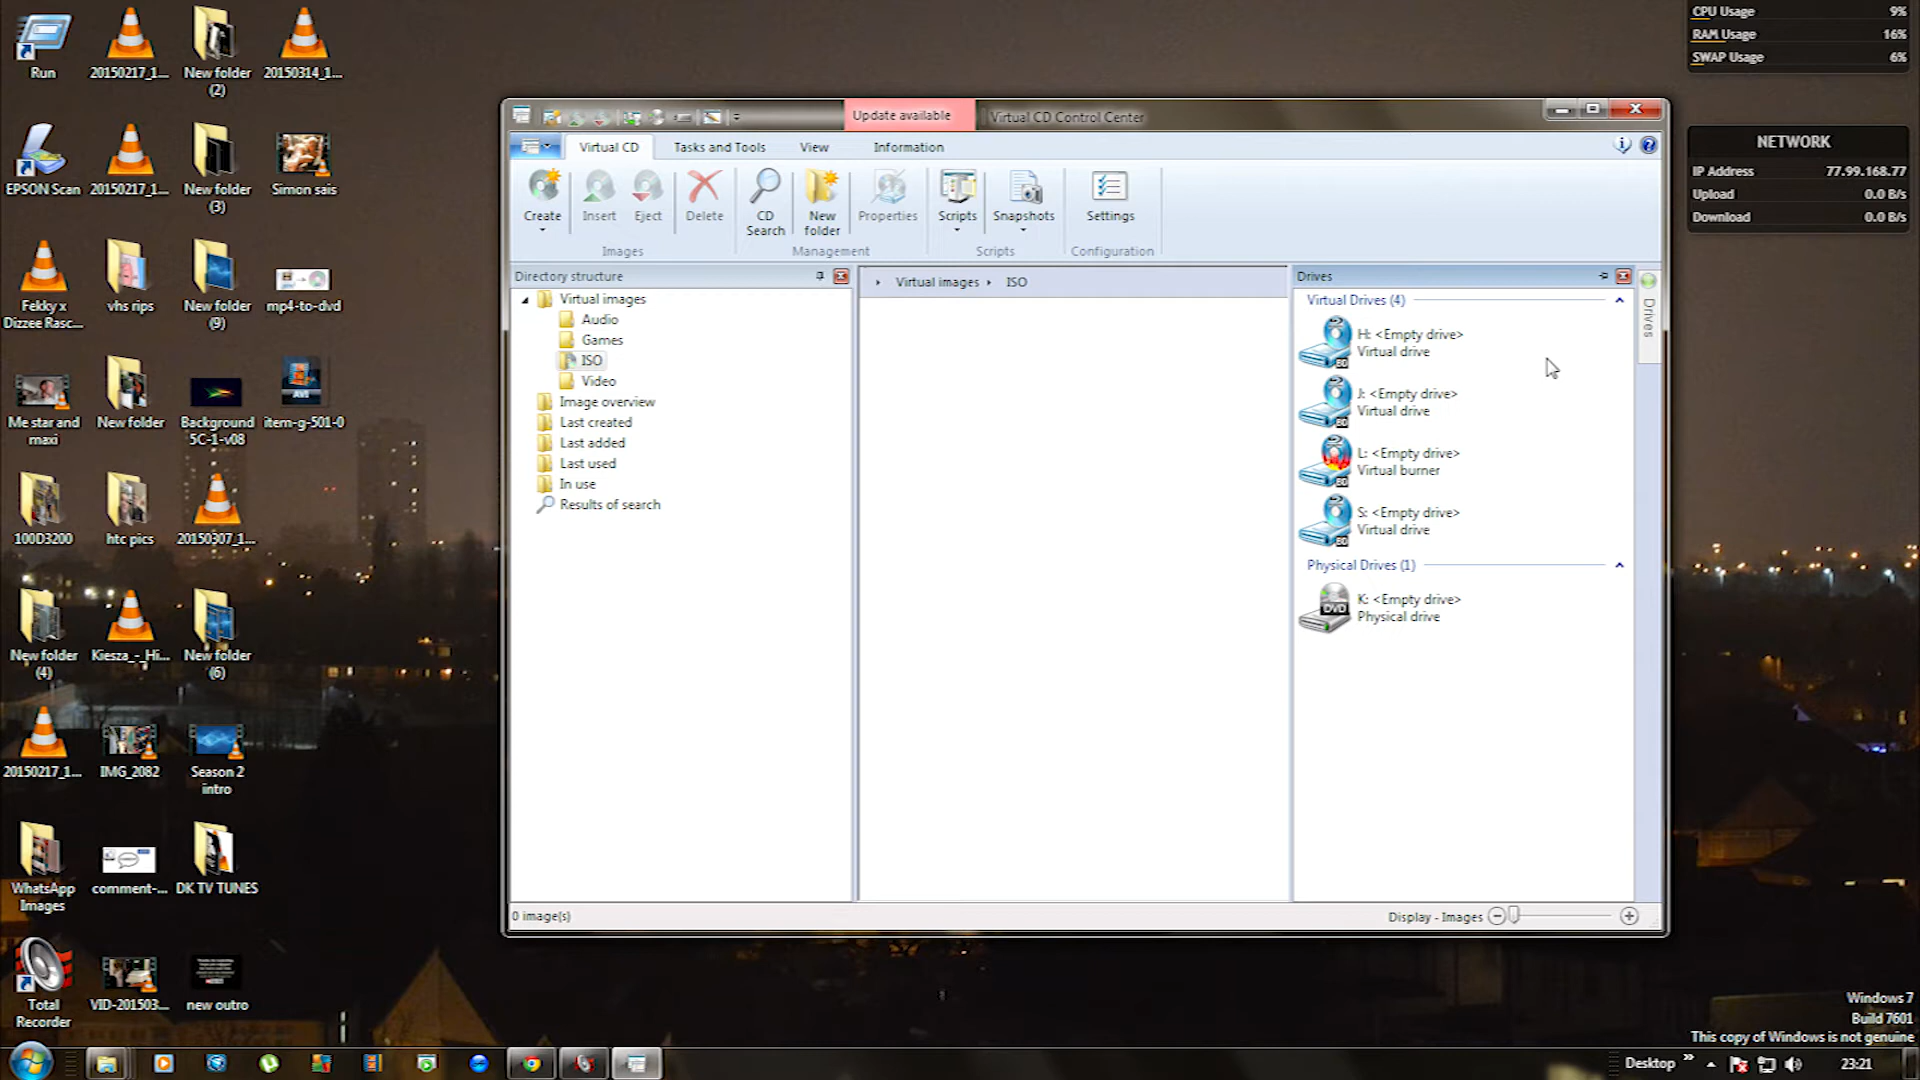 Run
20150217_1...
New folder
(2)
20150314_1...
EPSON Scan
20150217_1...
New folder
(3)
Simon sais
Fekky x
Dizzee Rasc...
vhs rips
New folder
(9)
mp4-to-dvd
Me star and
maxi
New folder
Background
5C-1-v08
AVI
item-g-501-0
100D3200
htc pics
20150307_1...
New folder
(4)
Kiesza_-_Hi...
New folder
(6)
20150217_1...
IMG_2082
Season 2
intro
WhatsApp
Images
comment-...
DK TV TUNES
Total
Recorder
VID-201503...
new outro
Update available
Virtual CD Control Center
Virtual CD
Tasks and Tools
View
Information
Create
Insert
Eject
Delete
CD
Search
New
folder
Properties
Scripts
Snapshots
Settings
Images
Management
Scripts
Configuration
Directory structure
Virtual images
Audio
Games
ISO
Video
Image overview
Last created
Last added
Last used
In use
Results of search
Virtual images
ISO
Drives
Drives
Virtual Drives (4)
H: <Empty drive>
Virtual drive
BD
J: <Empty drive>
Virtual drive
BD
L: <Empty drive>
Virtual burner
BD
S: <Empty drive>
Virtual drive
BD
Physical Drives (1)
K: <Empty drive>
Physical drive
DVD
0 image(s)
Display - Images
CPU Usage 9%
RAM Usage 16%
SWAP Usage 6%
NETWORK
IP Address 77.99.168.77
Upload 0.0 B/s
Download 0.0 B/s
Windows 7
Build 7601
This copy of Windows is not genuine
Desktop
23:21